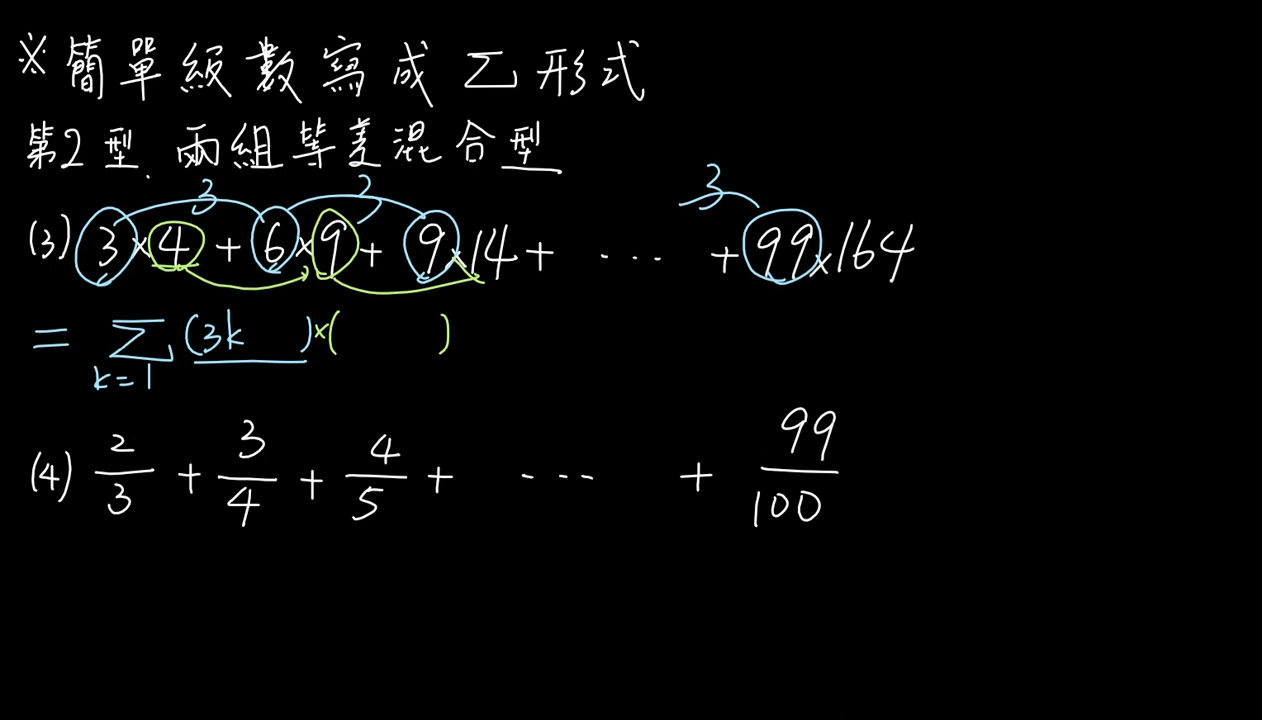 ※簡單級數寫成 Σ 形式
第2型. 兩組等差混合型
3 3 3
(3) 3×4 + 6×9 + 9×14 + ... + 99×164
= Σ (3k )×( )
k=1
(4) 2/3 + 3/4 + 4/5 + ... + 99/100